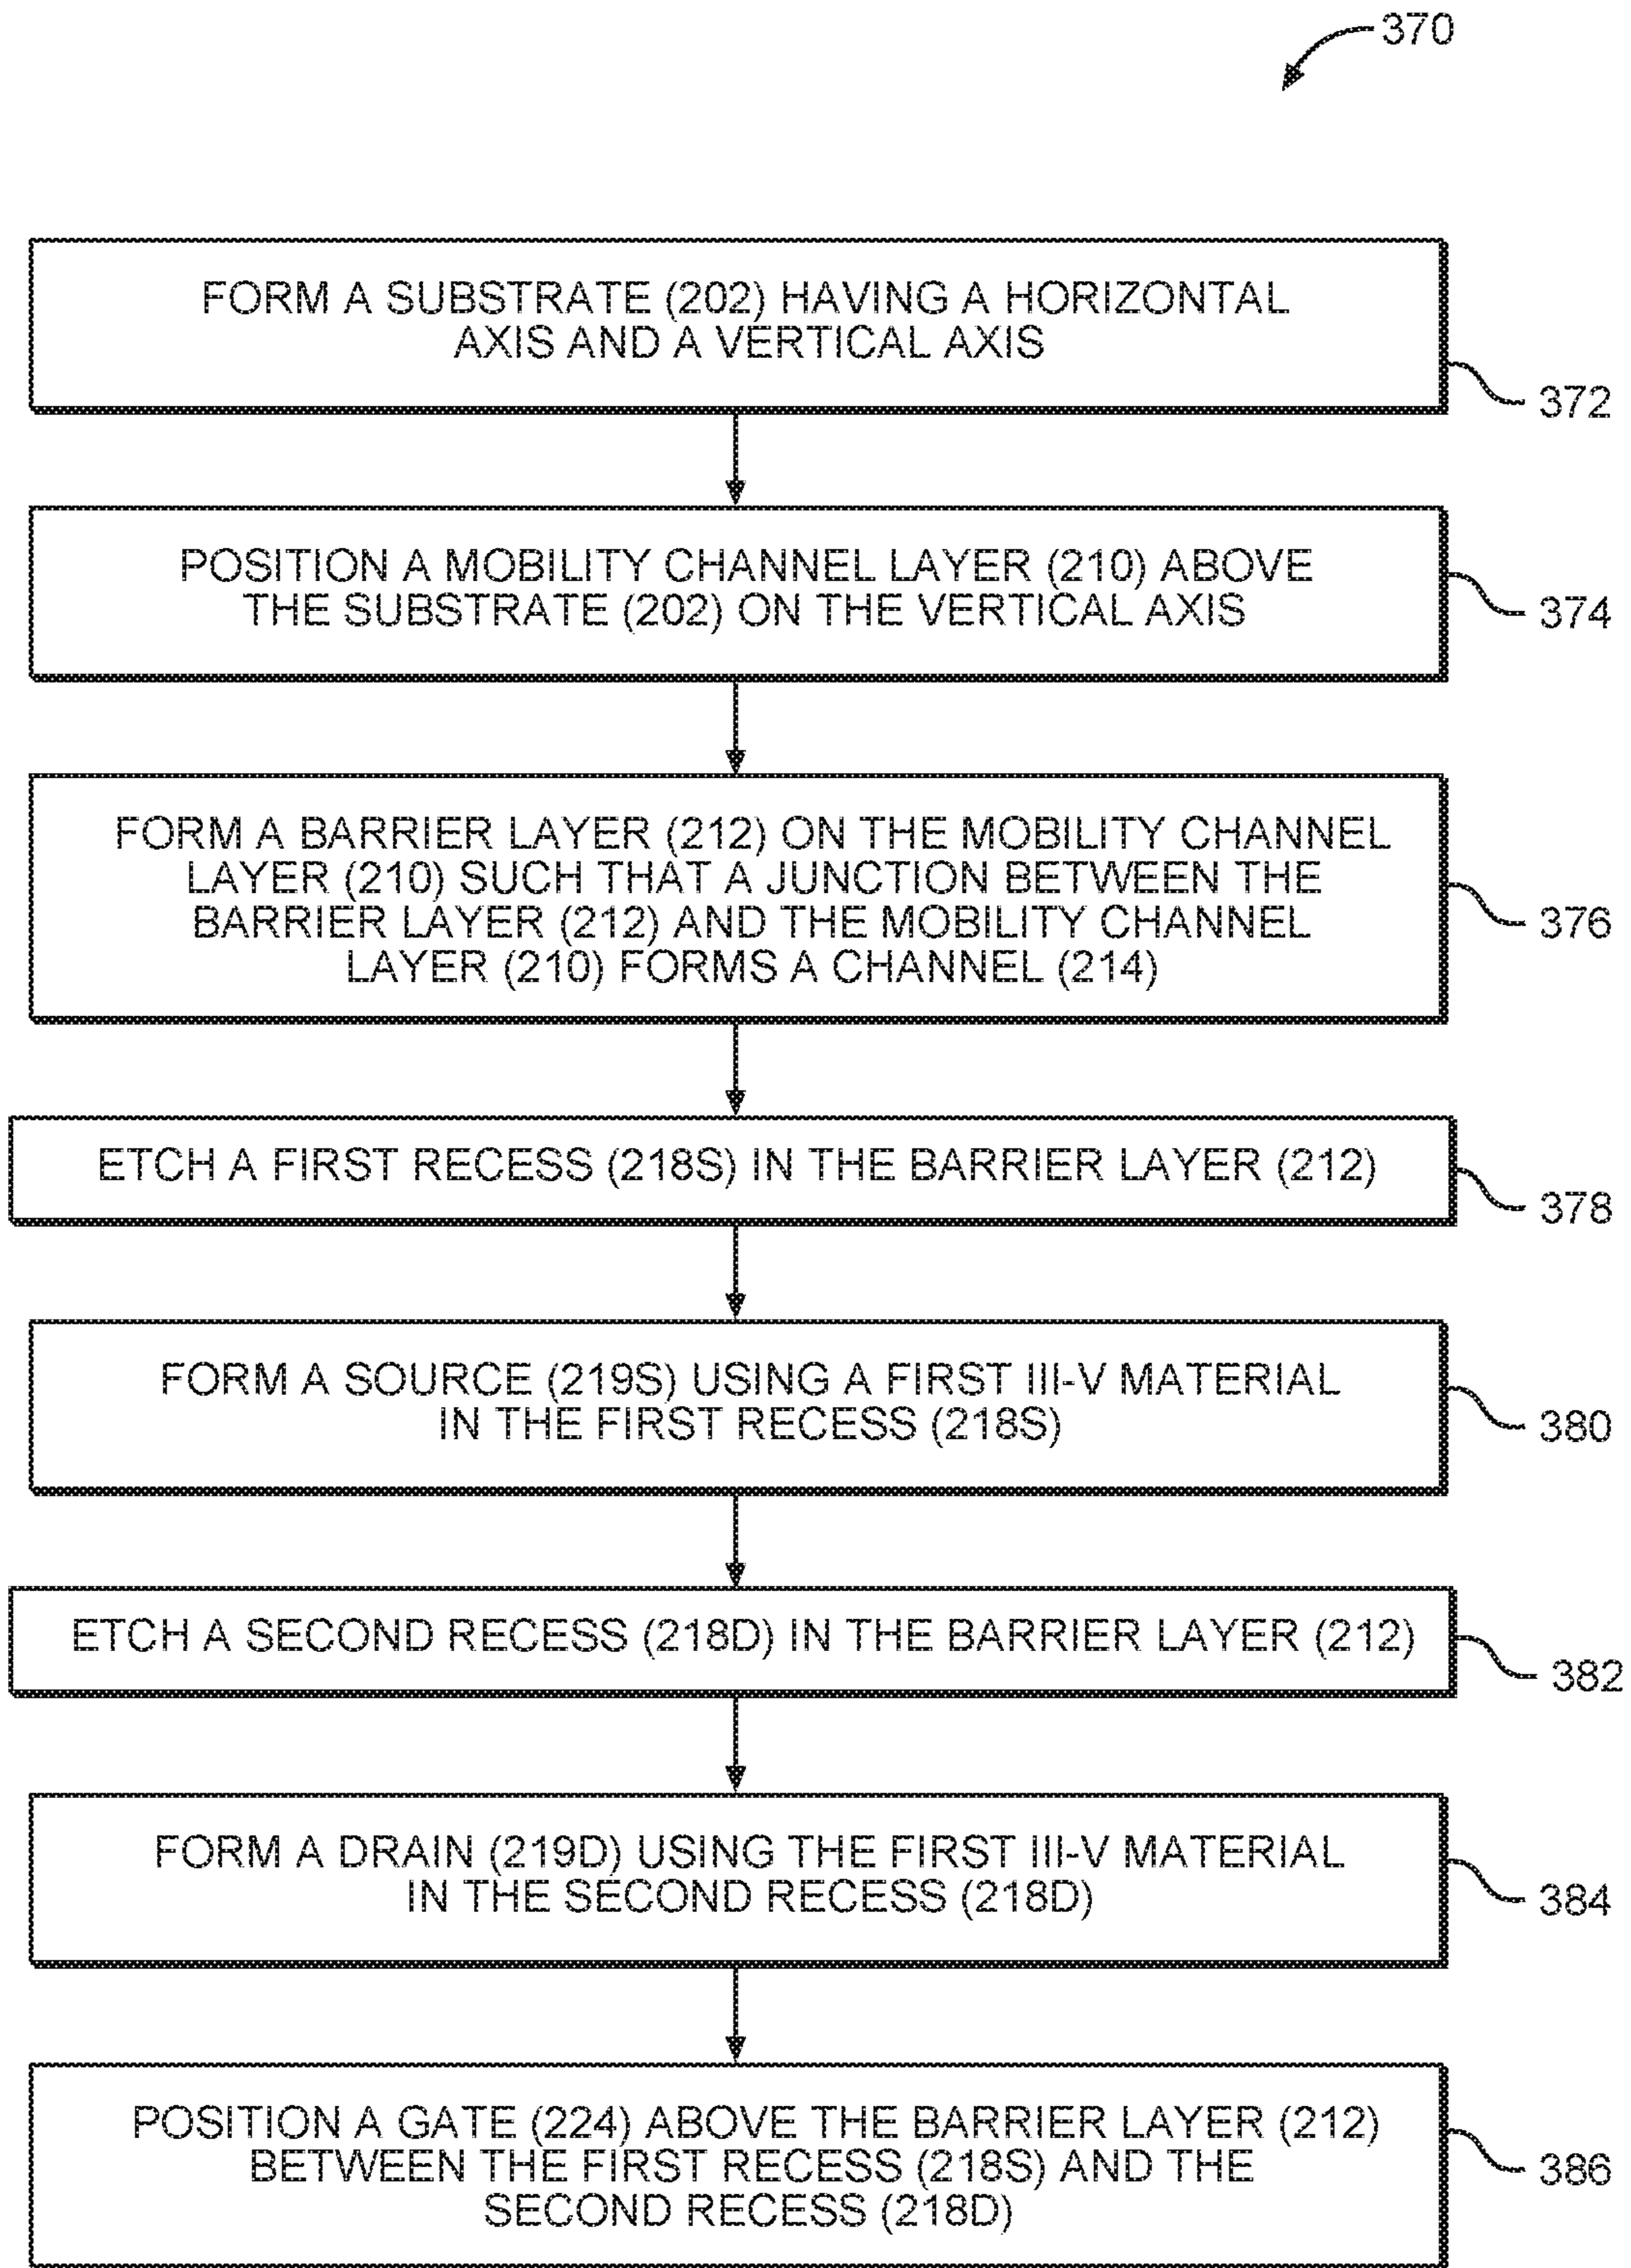 370
FORM A SUBSTRATE (202) HAVING A HORIZONTAL
AXIS AND A VERTICAL AXIS
372
POSITION A MOBILITY CHANNEL LAYER (210) ABOVE
THE SUBSTRATE (202) ON THE VERTICAL AXIS
374
FORM A BARRIER LAYER (212) ON THE MOBILITY CHANNEL
LAYER (210) SUCH THAT A JUNCTION BETWEEN THE
BARRIER LAYER (212) AND THE MOBILITY CHANNEL
LAYER (210) FORMS A CHANNEL (214)
376
ETCH A FIRST RECESS (218S) IN THE BARRIER LAYER (212)
378
FORM A SOURCE (219S) USING A FIRST III-V MATERIAL
IN THE FIRST RECESS (218S)
380
ETCH A SECOND RECESS (218D) IN THE BARRIER LAYER (212)
382
FORM A DRAIN (219D) USING THE FIRST III-V MATERIAL
IN THE SECOND RECESS (218D)
384
POSITION A GATE (224) ABOVE THE BARRIER LAYER (212)
BETWEEN THE FIRST RECESS (218S) AND THE
SECOND RECESS (218D)
386